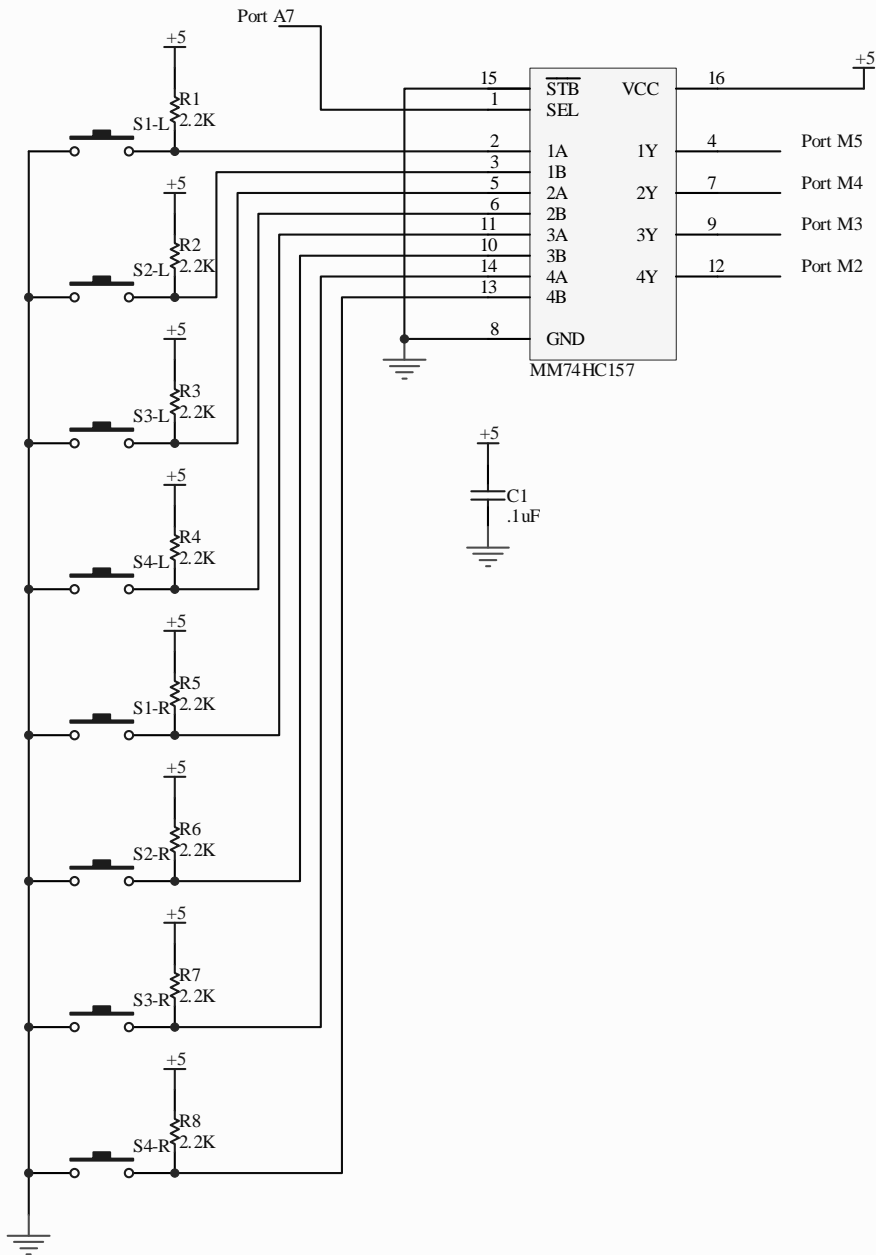 Port A7
+5
R1
2.2K
S1-L
+5
R2
2.2K
S2-L
+5
R3
2.2K
S3-L
+5
R4
2.2K
S4-L
+5
R5
2.2K
S1-R
+5
R6
2.2K
S2-R
+5
R7
2.2K
S3-R
+5
R8
2.2K
S4-R
15 STB VCC 16 +5
1 SEL
2 1A 1Y 4 Port M5
3 1B
5 2A 2Y 7 Port M4
6 2B
11 3A 3Y 9 Port M3
10 3B
14 4A 4Y 12 Port M2
13 4B
8 GND
MM74HC157
+5
C1
.1uF